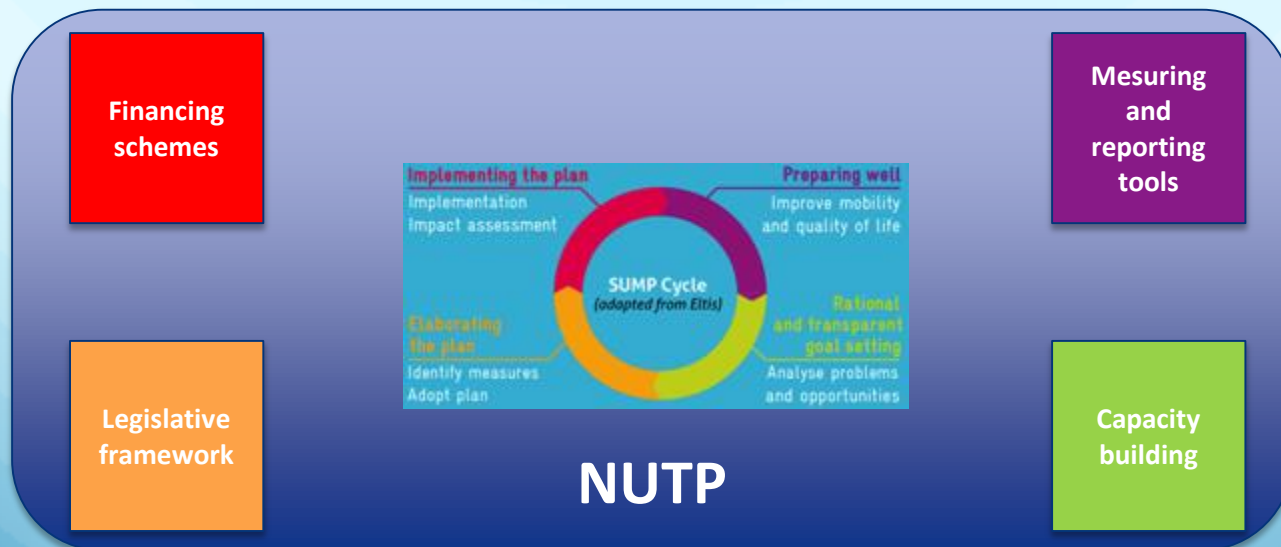 Financing
schemes
Mesuring
and
reporting
tools
Implementing the plan
Implementation
Impact assessment
Preparing well
Improve mobility
and quality of life
SUMP Cycle
(adapted from Eltis)
Elaborating
the plan
Identify measures
Adopt plan
Rational
and transparent
goal setting
Analyse problems
and opportunities
Legislative
framework
Capacity
building
NUTP